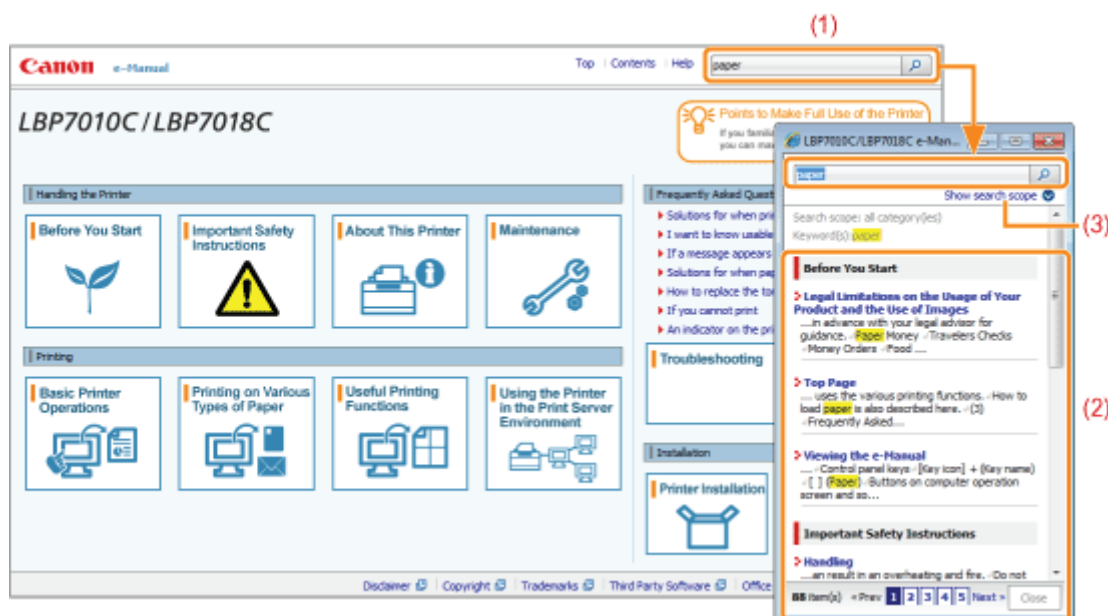 (1)
Canon e-Manual
Top Contents Help
paper
LBP7010C / LBP7018C
Points to Make Full Use of the Printer
If you famili
you can ma
Handling the Printer
Before You Start
Important Safety
Instructions
About This Printer
Maintenance
Printing
Basic Printer
Operations
Printing on Various
Types of Paper
Useful Printing
Functions
Using the Printer
in the Print Server
Environment
Frequently Asked Quest
Solutions for when pri
I want to know usable
If a message appears
Solutions for when pap
How to replace the to
If you cannot print
An indicator on the pri
Troubleshooting
Installation
Printer Installation
Disclaimer Copyright Trademarks Third Party Software Office
LBP7010C/LBP7018C e-Man...
paper
Show search scope
(3)
Search scope: all category(ies)
Keyword(s):paper
Before You Start
Legal Limitations on the Usage of Your
Product and the Use of Images
....in advance with your legal advisor for
guidance. -Paper Money -Travelers Checks
-Money Orders -Food ....
Top Page
.... uses the various printing functions. -How to
load paper is also described here. -(3)
-Frequently Asked....
(2)
Viewing the e-Manual
.... -Control panel keys -[Key icon] + (Key name)
-[ ] (Paper) -Buttons on computer operation
screen and so...
Important Safety Instructions
Handling
....an result in an overheating and fire. -Do not
88 item(s) « Prev 1 2 3 4 5 Next » Close